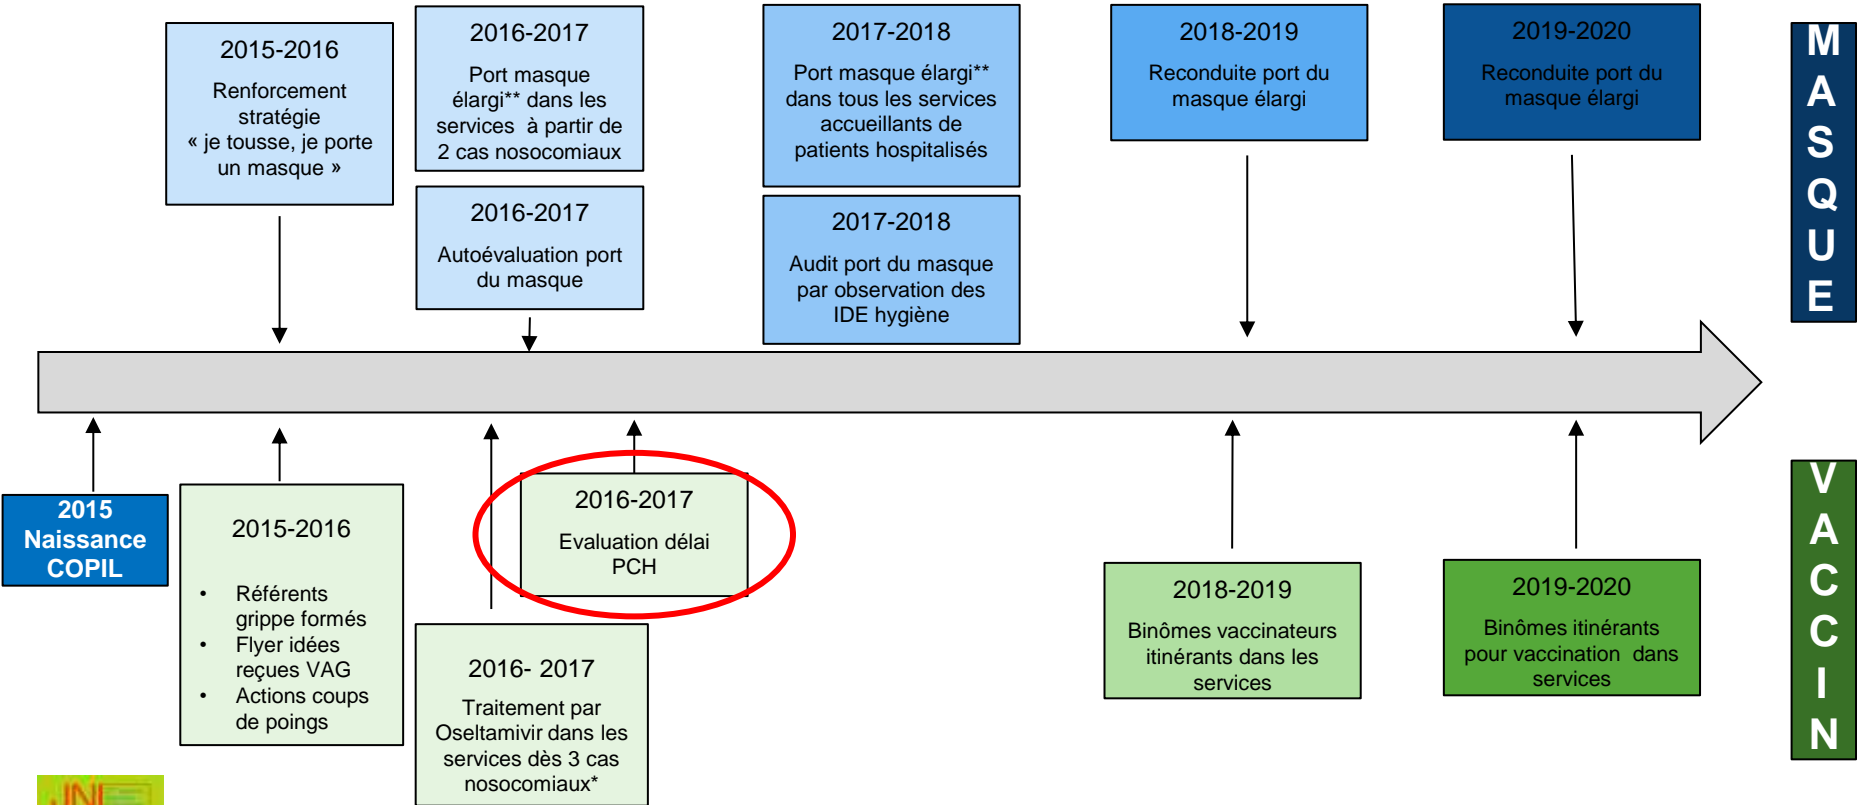 2015-2016
Renforcement
stratégie
« je tousse, je porte
un masque »
2016-2017
Port masque
élargi** dans les
services à partir de
2 cas nosocomiaux
2016-2017
Autoévaluation port
du masque
2017-2018
Port masque élargi**
dans tous les services
accueillants de
patients hospitalisés
2017-2018
Audit port du masque
par observation des
IDE hygiène
2018-2019
Reconduite port du
masque élargi
2019-2020
Reconduite port du
masque élargi
MASQUE
2015
Naissance
COPIL
2015-2016
• Référents
grippe formés
• Flyer idées
reçues VAG
• Actions coups
de poings
2016- 2017
Traitement par
Oseltamivir dans les
services dès 3 cas
nosocomiaux*
2016-2017
Evaluation délai
PCH
2018-2019
Binômes vaccinateurs
itinérants dans les
services
2019-2020
Binômes itinérants
pour vaccination dans
services
VACCIN